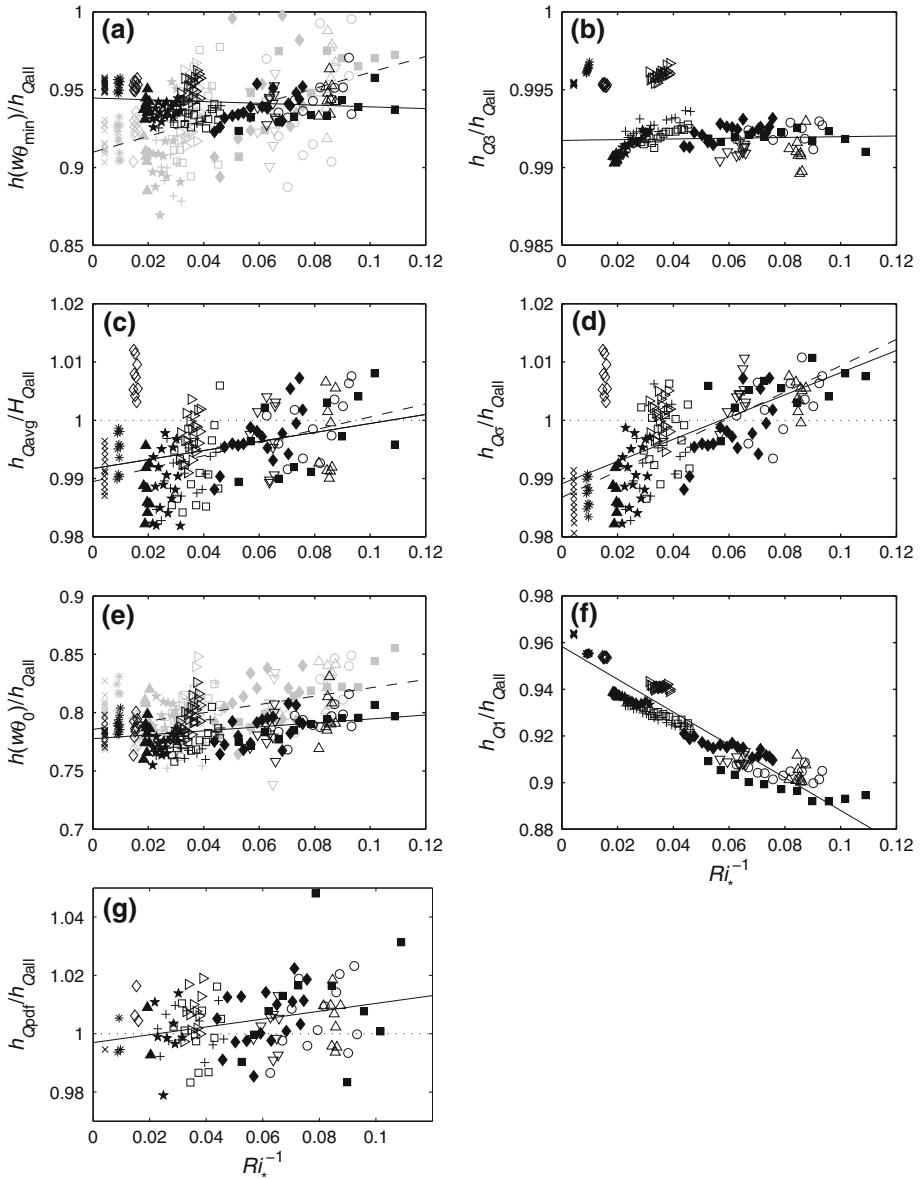 (a)
h(wθmin)/hQall
1
0.95
0.9
0.85
0 0.02 0.04 0.06 0.08 0.1 0.12
(b)
hQ3/hQall
0.995
0.99
0.985
0 0.02 0.04 0.06 0.08 0.1 0.12
(c)
hQavg/HQall
1.02
1.01
1
0.99
0.98
0 0.02 0.04 0.06 0.08 0.1 0.12
(d)
hQσ/hQall
1.02
1.01
1
0.99
0.98
0 0.02 0.04 0.06 0.08 0.1 0.12
(e)
h(wθ0)/hQall
0.9
0.85
0.8
0.75
0.7
0 0.02 0.04 0.06 0.08 0.1 0.12
(f)
hQ1/hQall
0.98
0.96
0.94
0.92
0.9
0.88
0 0.02 0.04 0.06 0.08 0.1 0.12
Ri*^-1
(g)
hQpdf/hQall
1.04
1.02
1
0.98
0 0.02 0.04 0.06 0.08 0.1
Ri*^-1